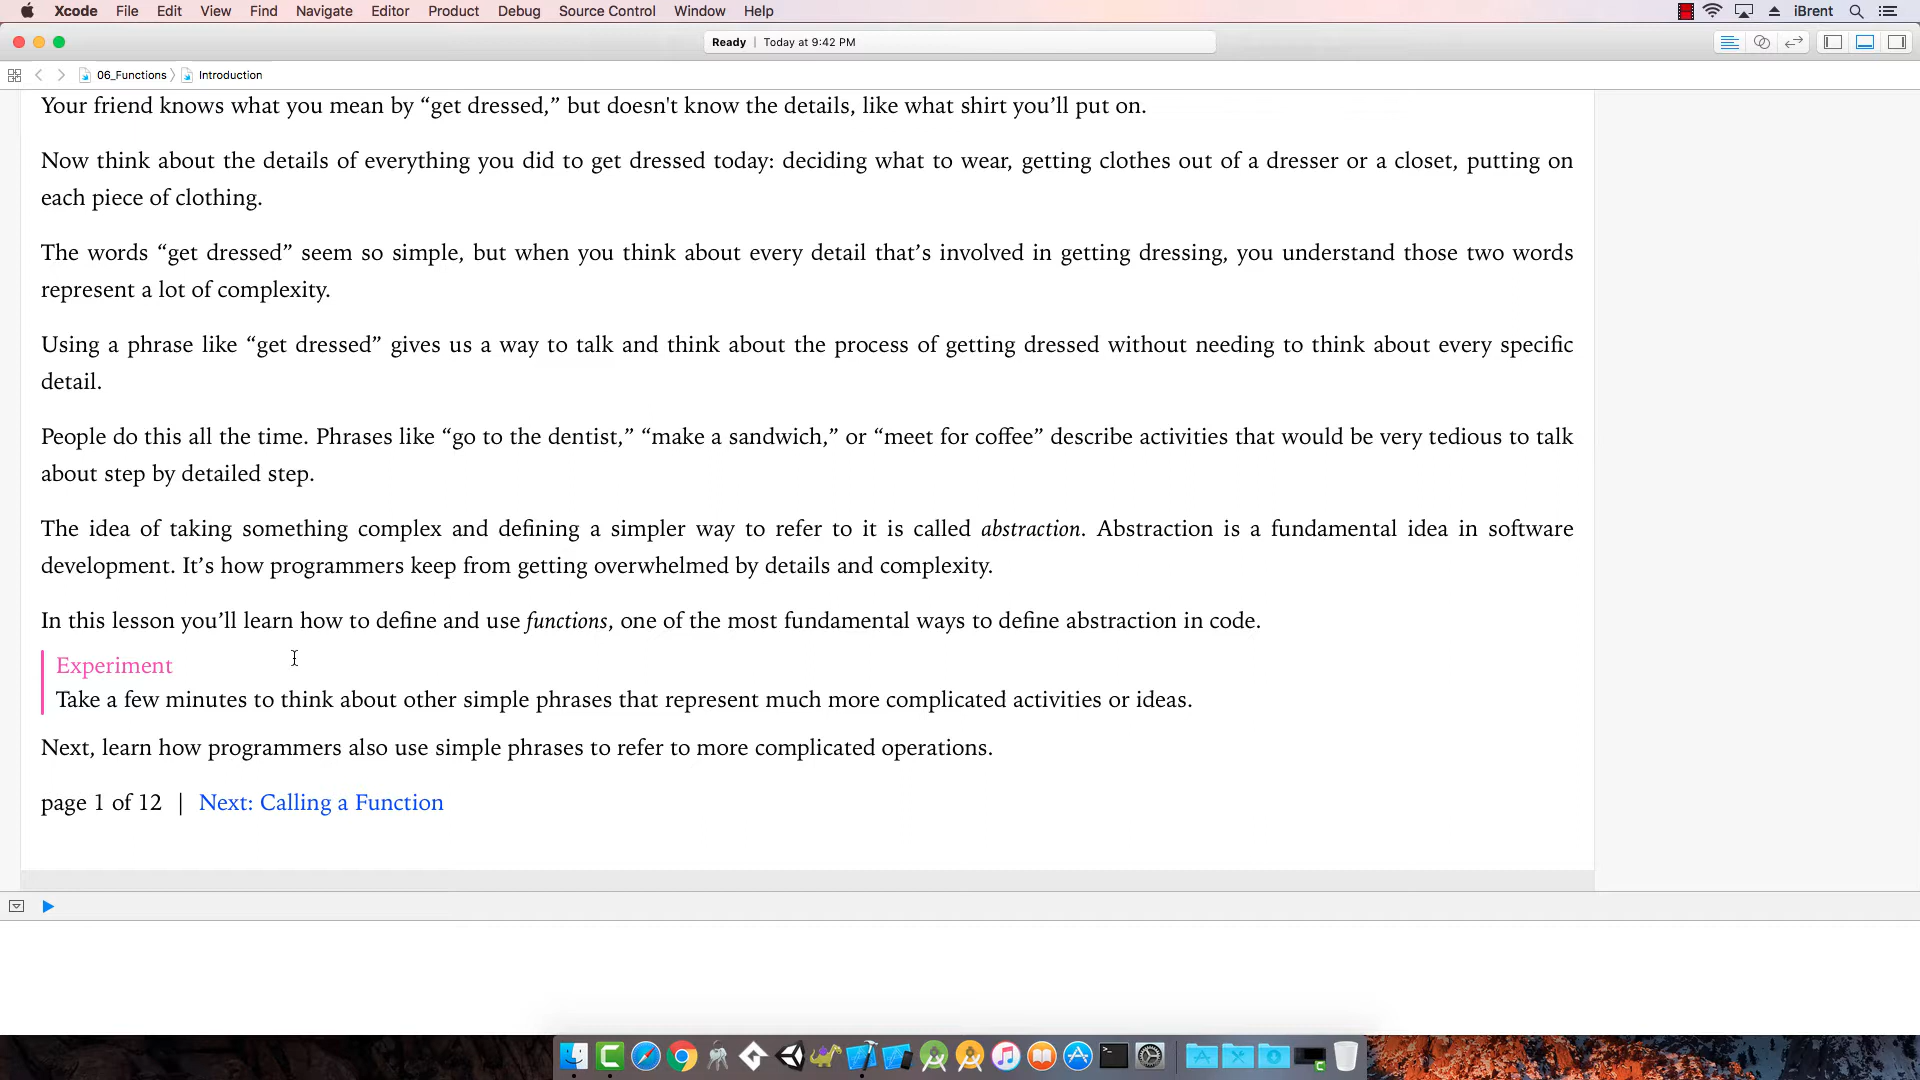 Xcode File Edit View Find Navigate Editor Product Debug Source Control Window Help iBrent
Ready | Today at 9:42 PM
06_Functions Introduction
Your friend knows what you mean by “get dressed,” but doesn't know the details, like what shirt you’ll put on.
Now think about the details of everything you did to get dressed today: deciding what to wear, getting clothes out of a dresser or a closet, putting on
each piece of clothing.
The words “get dressed” seem so simple, but when you think about every detail that’s involved in getting dressing, you understand those two words
represent a lot of complexity.
Using a phrase like “get dressed” gives us a way to talk and think about the process of getting dressed without needing to think about every specific
detail.
People do this all the time. Phrases like “go to the dentist,” “make a sandwich,” or “meet for coffee” describe activities that would be very tedious to talk
about step by detailed step.
The idea of taking something complex and defining a simpler way to refer to it is called abstraction. Abstraction is a fundamental idea in software
development. It’s how programmers keep from getting overwhelmed by details and complexity.
In this lesson you’ll learn how to define and use functions, one of the most fundamental ways to define abstraction in code.
Experiment
Take a few minutes to think about other simple phrases that represent much more complicated activities or ideas.
Next, learn how programmers also use simple phrases to refer to more complicated operations.
page 1 of 12 | Next: Calling a Function